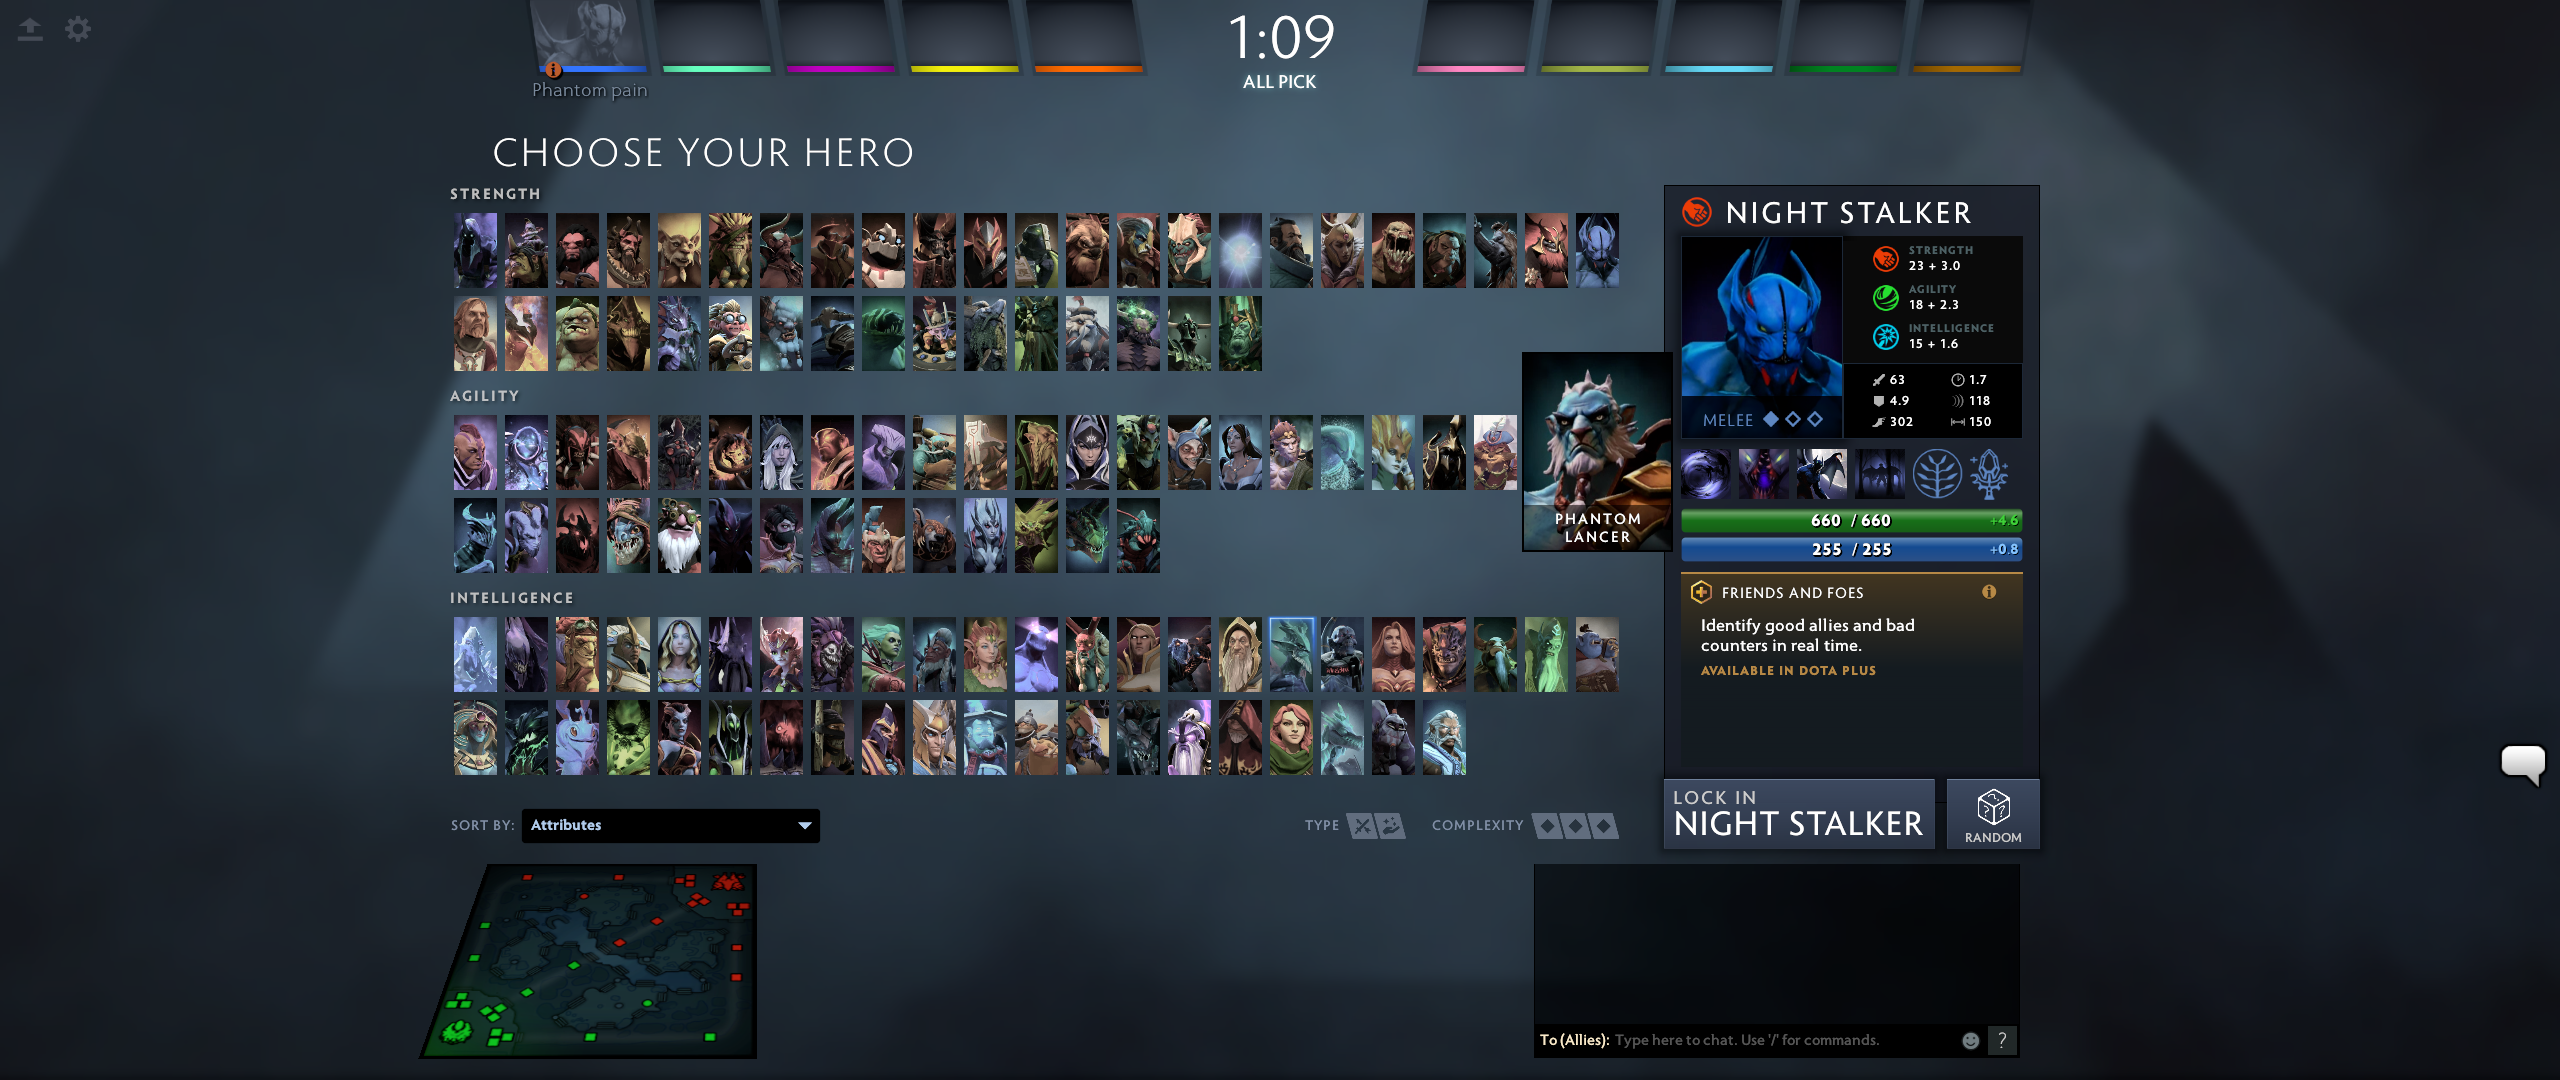 1:09
ALL PICK
Phantom pain
CHOOSE YOUR HERO
STRENGTH
AGILITY
INTELLIGENCE
PHANTOM
LANCER
NIGHT STALKER
STRENGTH
23 + 3.0
AGILITY
18 + 2.3
INTELLIGENCE
15 + 1.6
63 1.7
4.9 118
302 150
MELEE
660 / 660 +4.6
255 / 255 +0.8
FRIENDS AND FOES
Identify good allies and bad
counters in real time.
AVAILABLE IN DOTA PLUS
LOCK IN
NIGHT STALKER
RANDOM
SORT BY: Attributes
TYPE COMPLEXITY
To (Allies): Type here to chat. Use '/' for commands.
?